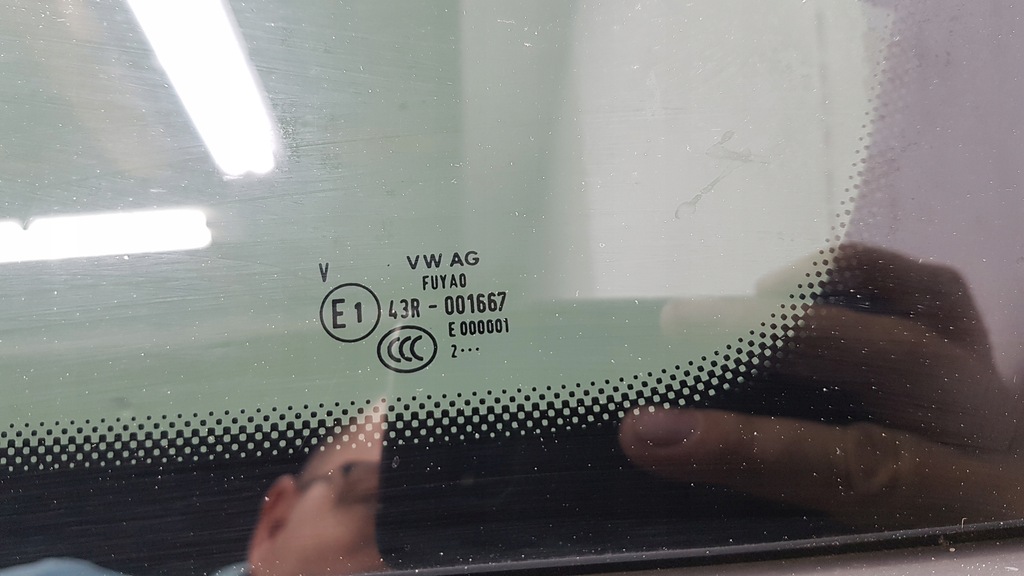 V
VW AG
FUYAO
E1 43R - 001667
E 000001
CCC
2···